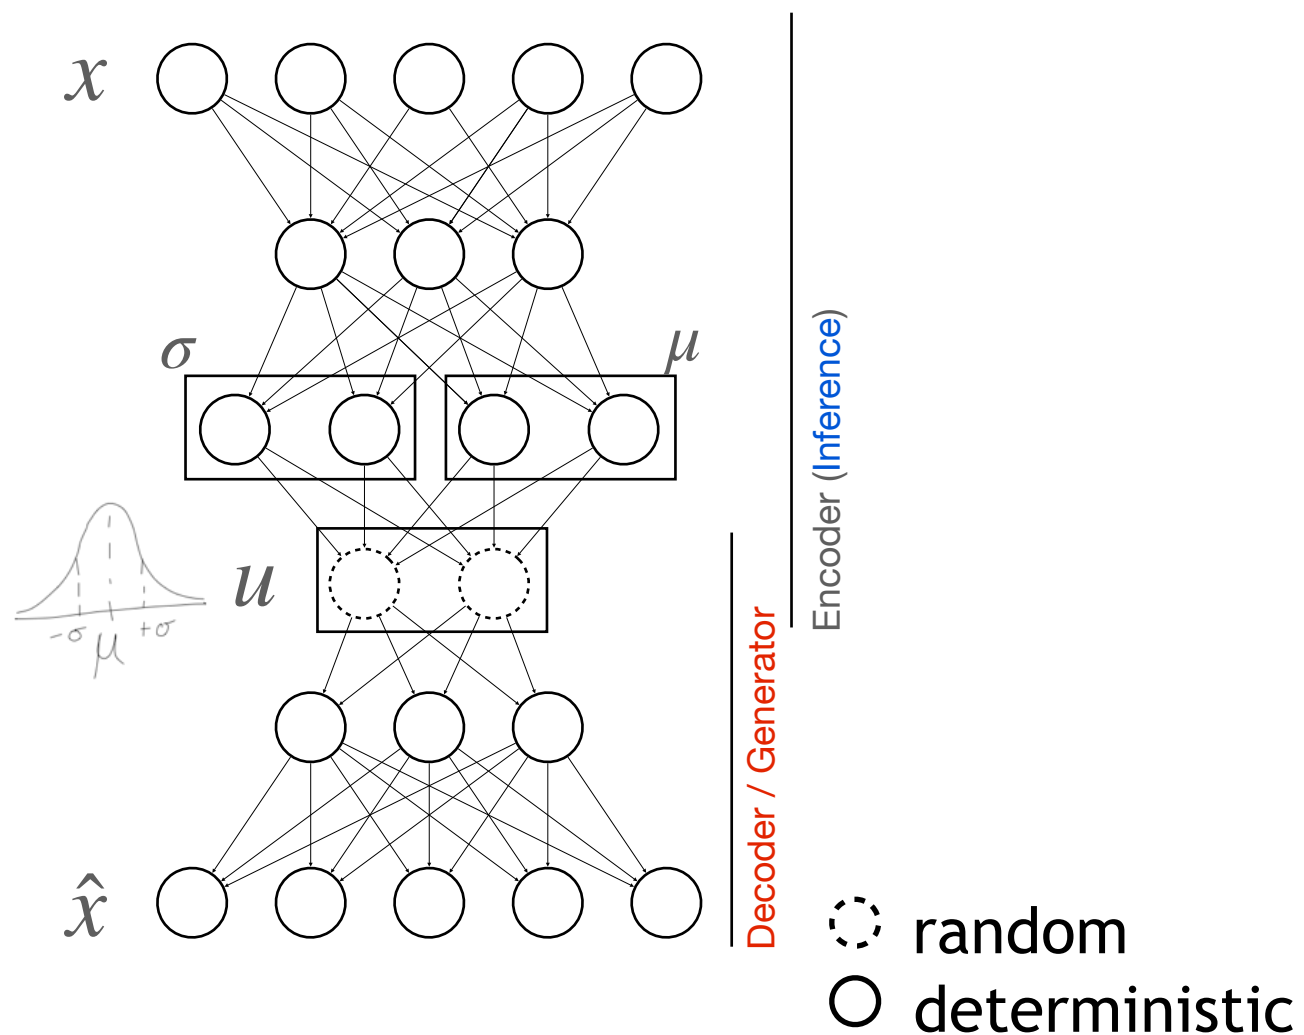 x
σ
μ
u
-σ
+σ
μ
x̂
Encoder (Inference)
Decoder / Generator
random
deterministic